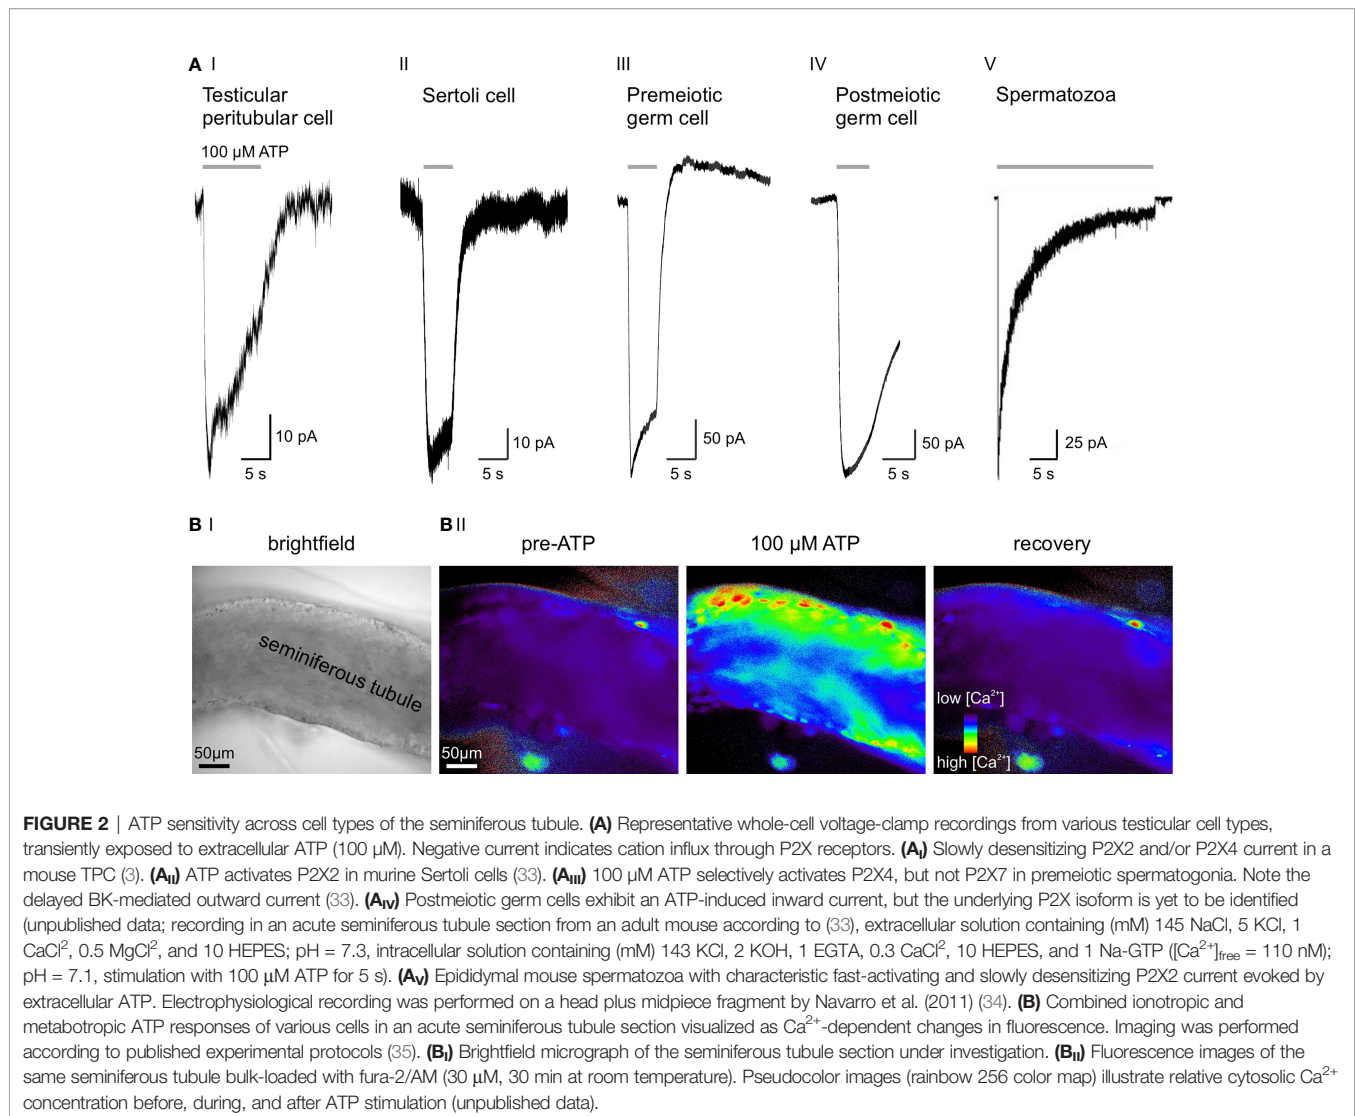 A I II III IV V
Testicular peritubular cell
Sertoli cell
Premeiotic germ cell
Postmeiotic germ cell
Spermatozoa
100 µM ATP
10 pA
5 s
10 pA
5 s
50 pA
5 s
50 pA
5 s
25 pA
5 s
B I
B II
brightfield
pre-ATP
100 µM ATP
recovery
seminiferous tubule
50µm
50µm
low [Ca²⁺]
high [Ca²⁺]
FIGURE 2 | ATP sensitivity across cell types of the seminiferous tubule. (A) Representative whole-cell voltage-clamp recordings from various testicular cell types,
transiently exposed to extracellular ATP (100 µM). Negative current indicates cation influx through P2X receptors. (A_I) Slowly desensitizing P2X2 and/or P2X4 current in a
mouse TPC (3). (A_II) ATP activates P2X2 in murine Sertoli cells (33). (A_III) 100 µM ATP selectively activates P2X4, but not P2X7 in premeiotic spermatogonia. Note the
delayed BK-mediated outward current (33). (A_IV) Postmeiotic germ cells exhibit an ATP-induced inward current, but the underlying P2X isoform is yet to be identified
(unpublished data; recording in an acute seminiferous tubule section from an adult mouse according to (33), extracellular solution containing (mM) 145 NaCl, 5 KCl, 1
CaCl², 0.5 MgCl², and 10 HEPES; pH = 7.3, intracellular solution containing (mM) 143 KCl, 2 KOH, 1 EGTA, 0.3 CaCl², 10 HEPES, and 1 Na-GTP ([Ca²⁺]free = 110 nM);
pH = 7.1, stimulation with 100 µM ATP for 5 s). (A_V) Epididymal mouse spermatozoa with characteristic fast-activating and slowly desensitizing P2X2 current evoked by
extracellular ATP. Electrophysiological recording was performed on a head plus midpiece fragment by Navarro et al. (2011) (34). (B) Combined ionotropic and
metabotropic ATP responses of various cells in an acute seminiferous tubule section visualized as Ca²⁺-dependent changes in fluorescence. Imaging was performed
according to published experimental protocols (35). (B_I) Brightfield micrograph of the seminiferous tubule section under investigation. (B_II) Fluorescence images of the
same seminiferous tubule bulk-loaded with fura-2/AM (30 µM, 30 min at room temperature). Pseudocolor images (rainbow 256 color map) illustrate relative cytosolic Ca²⁺
concentration before, during, and after ATP stimulation (unpublished data).